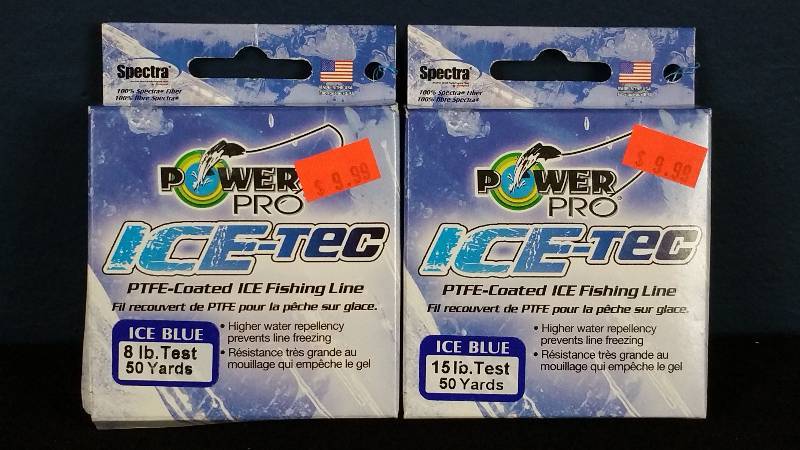 Spectra®
100% Spectra® Fiber
100% fibre Spectra®
POWER
PRO
$ 9.99
ICE-TEC
PTFE-Coated ICE Fishing Line
Fil recouvert de PTFE pour la pêche sur glace.
ICE BLUE
8 lb. Test
50 Yards
• Higher water repellency
prevents line freezing
• Résistance très grande au
mouillage qui empêche le gel
Spectra®
100% Spectra® Fiber
100% fibre Spectra®
POWER
PRO®
$ 9.99
ICE-TEC
PTFE-Coated ICE Fishing Line
Fil recouvert de PTFE pour la pêche sur glace.
ICE BLUE
15 lb. Test
50 Yards
• Higher water repellency
prevents line freezing
• Résistance très grande au
mouillage qui empêche le gel